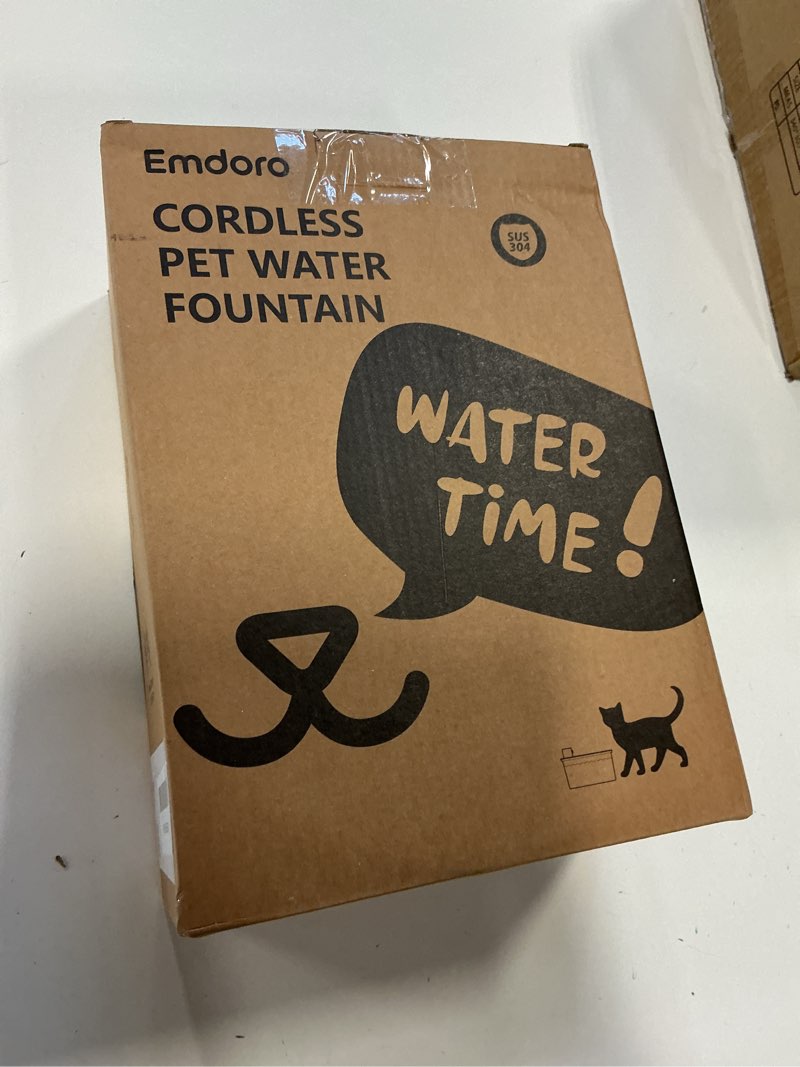 Emdoro
CORDLESS
PET WATER
FOUNTAIN
SUS
304
WATER
TiME!